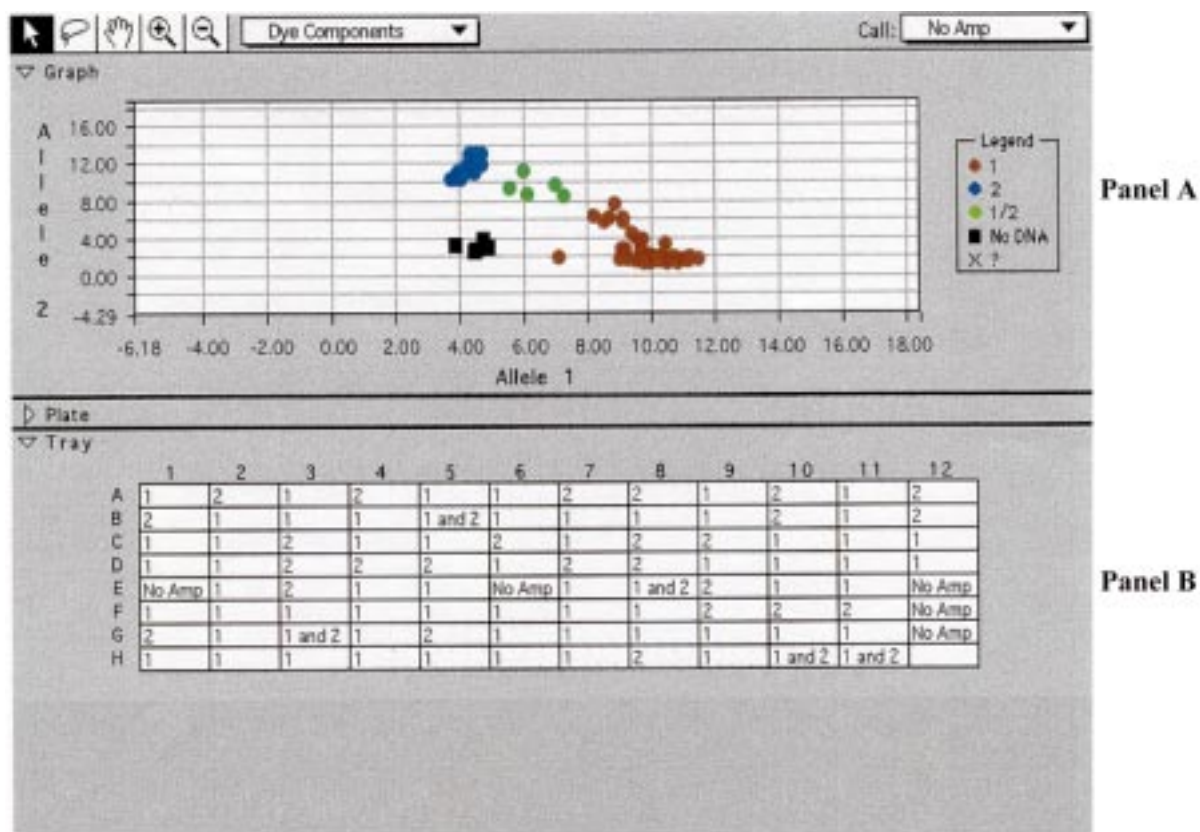 Dye Components
Call: No Amp
Graph
Allele 2
16.00
12.00
8.00
4.00
0.00
-4.29
-6.18 -4.00 -2.00 0.00 2.00 4.00 6.00 8.00 10.00 12.00 14.00 16.00 18.00
Allele 1
Legend
1
2
1/2
No DNA
X ?
Panel A
Plate
Tray
1 2 3 4 5 6 7 8 9 10 11 12
A 1 2 1 2 1 1 2 2 1 2 1 2
B 2 1 1 1 1 and 2 1 1 1 1 2 1 2
C 1 1 2 1 1 2 1 2 2 1 1 1
D 1 1 2 2 2 1 2 2 1 1 1 1
E No Amp 1 2 1 1 No Amp 1 1 and 2 2 1 1 No Amp
F 1 1 1 1 1 1 1 1 2 2 2 No Amp
G 2 1 1 and 2 1 2 1 1 1 1 1 1 No Amp
H 1 1 1 1 1 1 1 2 1 1 and 2 1 and 2
Panel B